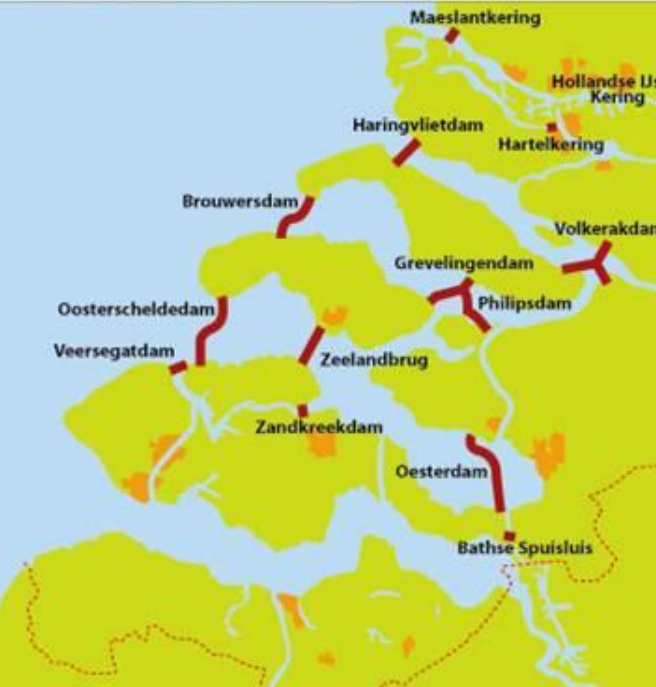 Maeslantkering
Hollandse IJs
Kering
Haringvlietdam
Hartelkering
Brouwersdam
Volkerakdam
Grevelingendam
Oosterscheldedam
Philipsdam
Veersegatdam
Zeelandbrug
Zandkreekdam
Oesterdam
Bathse Spuisluis